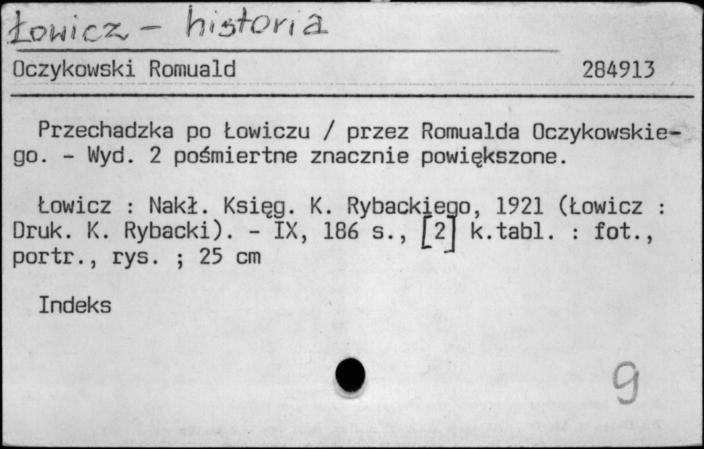 Łowicz - historia
Oczykowski Romuald 284913
Przechadzka po Łowiczu / przez Romualda Oczykowskie-
go. - Wyd. 2 pośmiertne znacznie powiększone.
Łowicz : Nakł. Księg. K. Rybackiego, 1921 (Łowicz :
Druk. K. Rybacki). - IX, 186 s., [2] k.tabl. : fot.,
portr., rys. ; 25 cm
Indeks
9